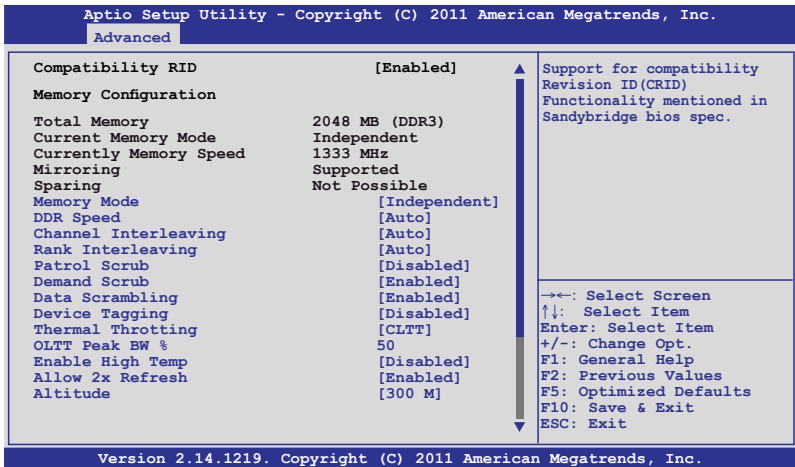 Aptio Setup Utility - Copyright (C) 2011 American Megatrends, Inc.
Advanced
Compatibility RID [Enabled]
Memory Configuration
Total Memory 2048 MB (DDR3)
Current Memory Mode Independent
Currently Memory Speed 1333 MHz
Mirroring Supported
Sparing Not Possible
Memory Mode [Independent]
DDR Speed [Auto]
Channel Interleaving [Auto]
Rank Interleaving [Auto]
Patrol Scrub [Disabled]
Demand Scrub [Enabled]
Data Scrambling [Enabled]
Device Tagging [Disabled]
Thermal Throtting [CLTT]
OLTT Peak BW % 50
Enable High Temp [Disabled]
Allow 2x Refresh [Enabled]
Altitude [300 M]
Support for compatibility
Revision ID(CRID)
Functionality mentioned in
Sandybridge bios spec.
→←: Select Screen
↑↓: Select Item
Enter: Select Item
+/-: Change Opt.
F1: General Help
F2: Previous Values
F5: Optimized Defaults
F10: Save & Exit
ESC: Exit
Version 2.14.1219. Copyright (C) 2011 American Megatrends, Inc.